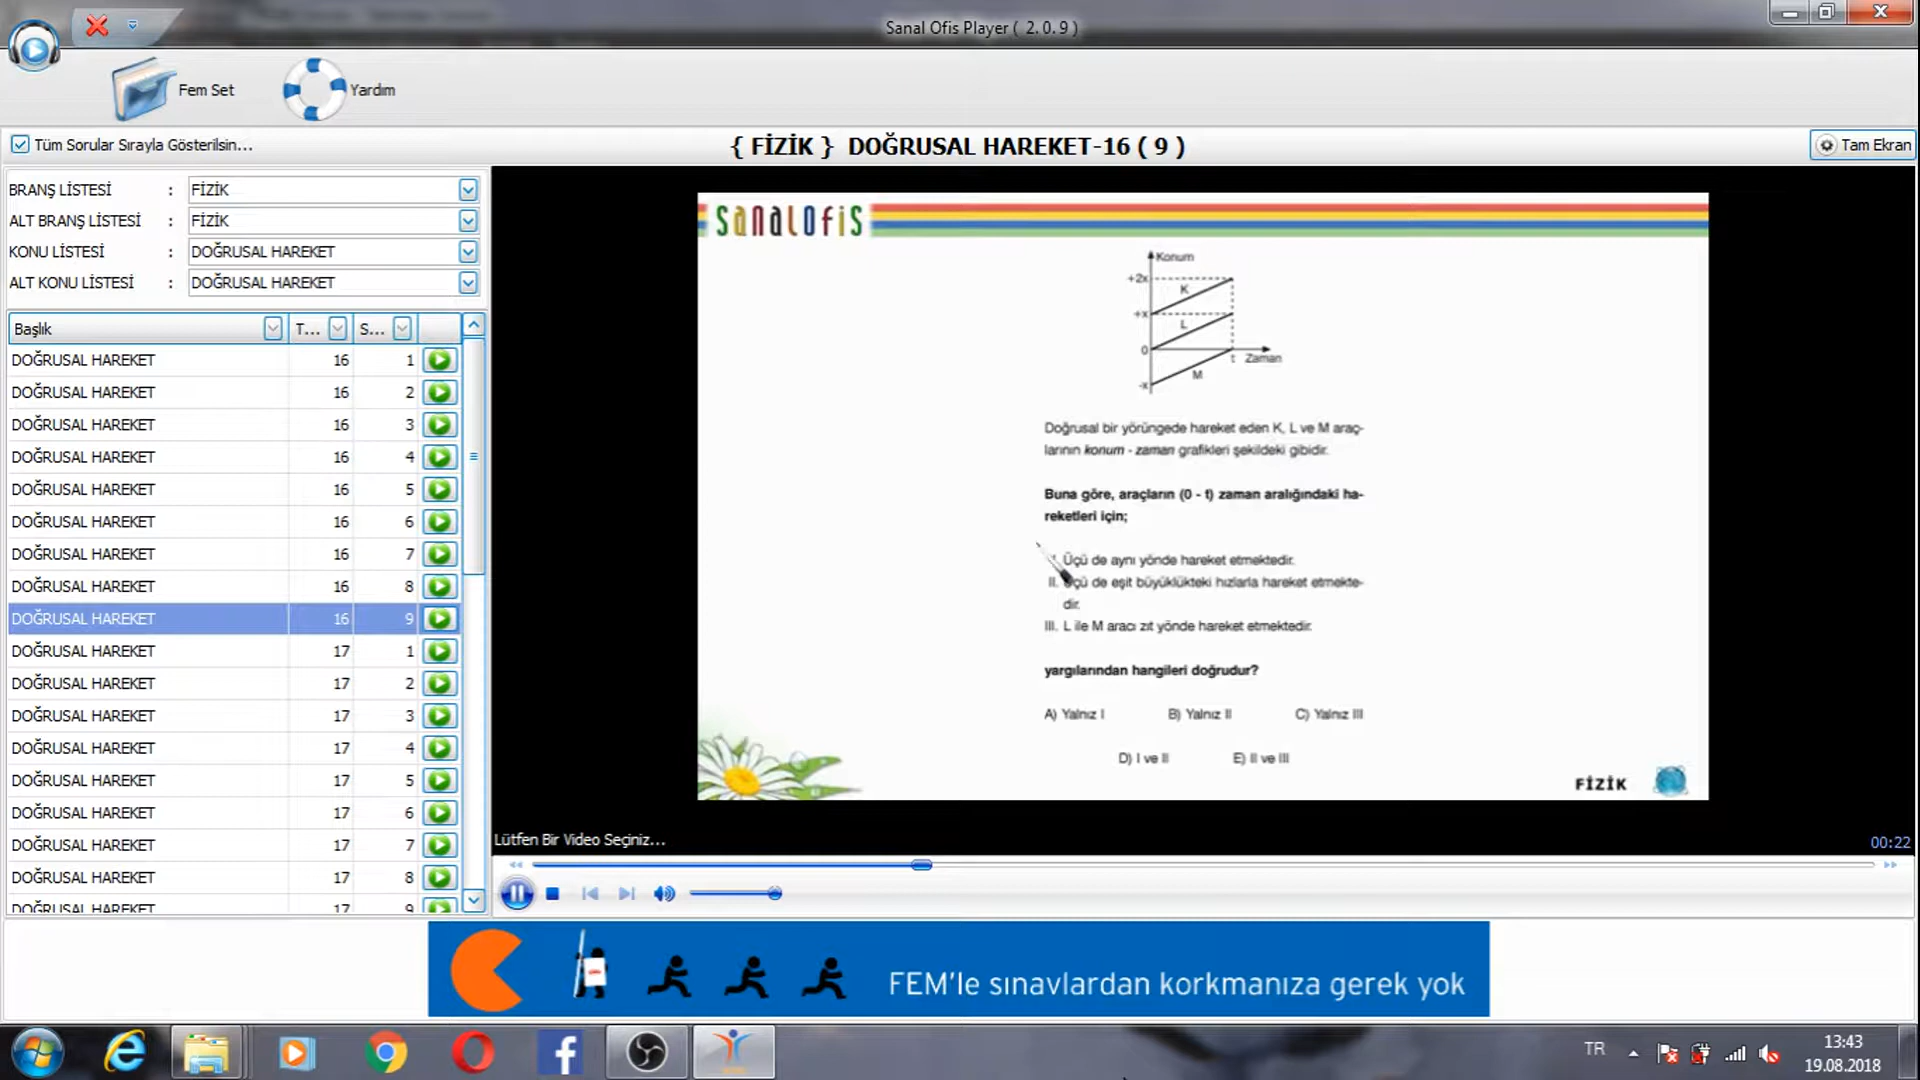 Sanal Ofis Player ( 2.0.9 )
Fem Set
Yardım
Tüm Sorular Sırayla Gösterilsin...
{ FİZİK }  DOĞRUSAL HAREKET-16 ( 9 )
Tam Ekran
BRANŞ LİSTESİ : FİZİK
ALT BRANŞ LİSTESİ : FİZİK
KONU LİSTESİ : DOĞRUSAL HAREKET
ALT KONU LİSTESİ : DOĞRUSAL HAREKET
Başlık T... S...
DOĞRUSAL HAREKET 16 1
DOĞRUSAL HAREKET 16 2
DOĞRUSAL HAREKET 16 3
DOĞRUSAL HAREKET 16 4
DOĞRUSAL HAREKET 16 5
DOĞRUSAL HAREKET 16 6
DOĞRUSAL HAREKET 16 7
DOĞRUSAL HAREKET 16 8
DOĞRUSAL HAREKET 16 9
DOĞRUSAL HAREKET 17 1
DOĞRUSAL HAREKET 17 2
DOĞRUSAL HAREKET 17 3
DOĞRUSAL HAREKET 17 4
DOĞRUSAL HAREKET 17 5
DOĞRUSAL HAREKET 17 6
DOĞRUSAL HAREKET 17 7
DOĞRUSAL HAREKET 17 8
DOĞRUSAL HAREKET 17 9
sanalofis
Konum
+2x
K
+x
L
0
t Zaman
M
-x
Doğrusal bir yörüngede hareket eden K, L ve M araç-
larının konum - zaman grafikleri şekildeki gibidir.
Buna göre, araçların (0 - t) zaman aralığındaki ha-
reketleri için;
I. Üçü de aynı yönde hareket etmektedir.
II. Üçü de eşit büyüklükteki hızlarla hareket etmekte-
dir.
III. L ile M aracı zıt yönde hareket etmektedir.
yargılarından hangileri doğrudur?
A) Yalnız I B) Yalnız II C) Yalnız III
D) I ve II E) II ve III
FİZİK
Lütfen Bir Video Seçiniz...
00:22
FEM'le sınavlardan korkmanıza gerek yok
TR
13:43
19.08.2018